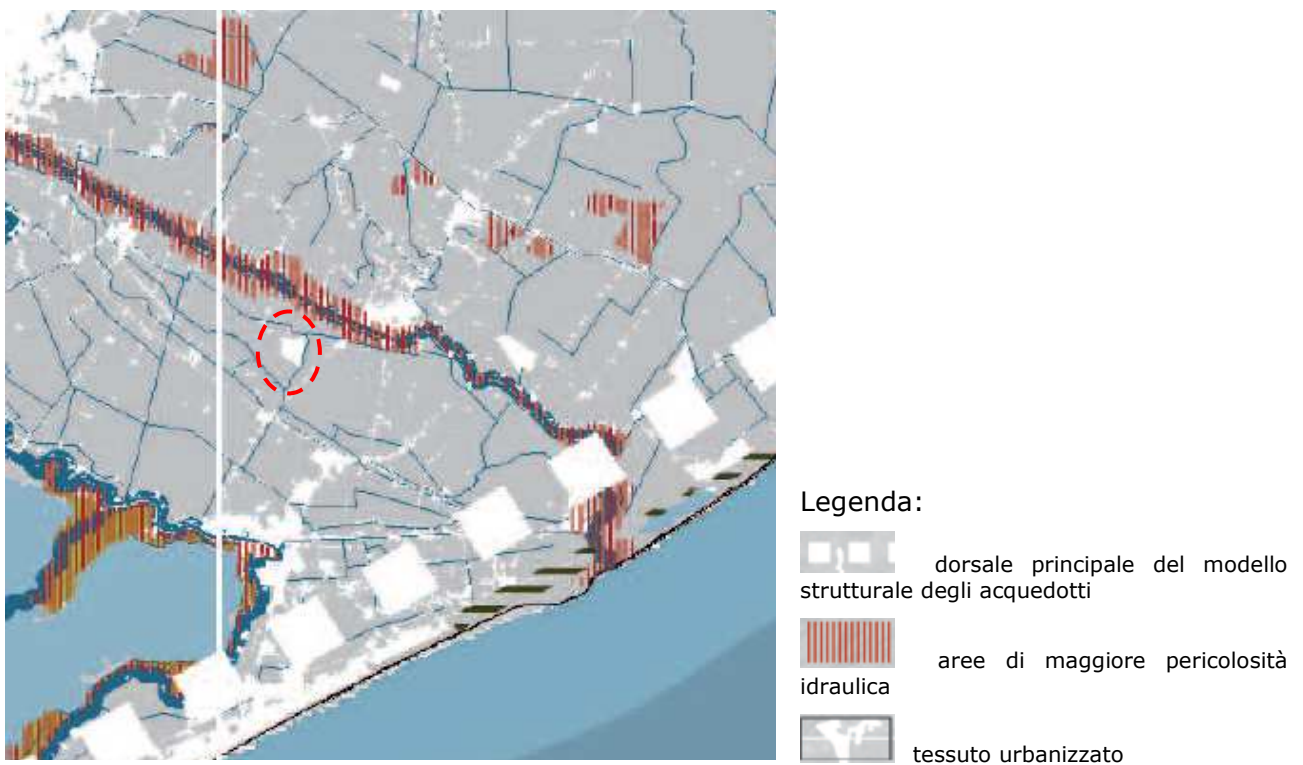 Legenda:
dorsale principale del modello
strutturale degli acquedotti
aree di maggiore pericolosità
idraulica
tessuto urbanizzato